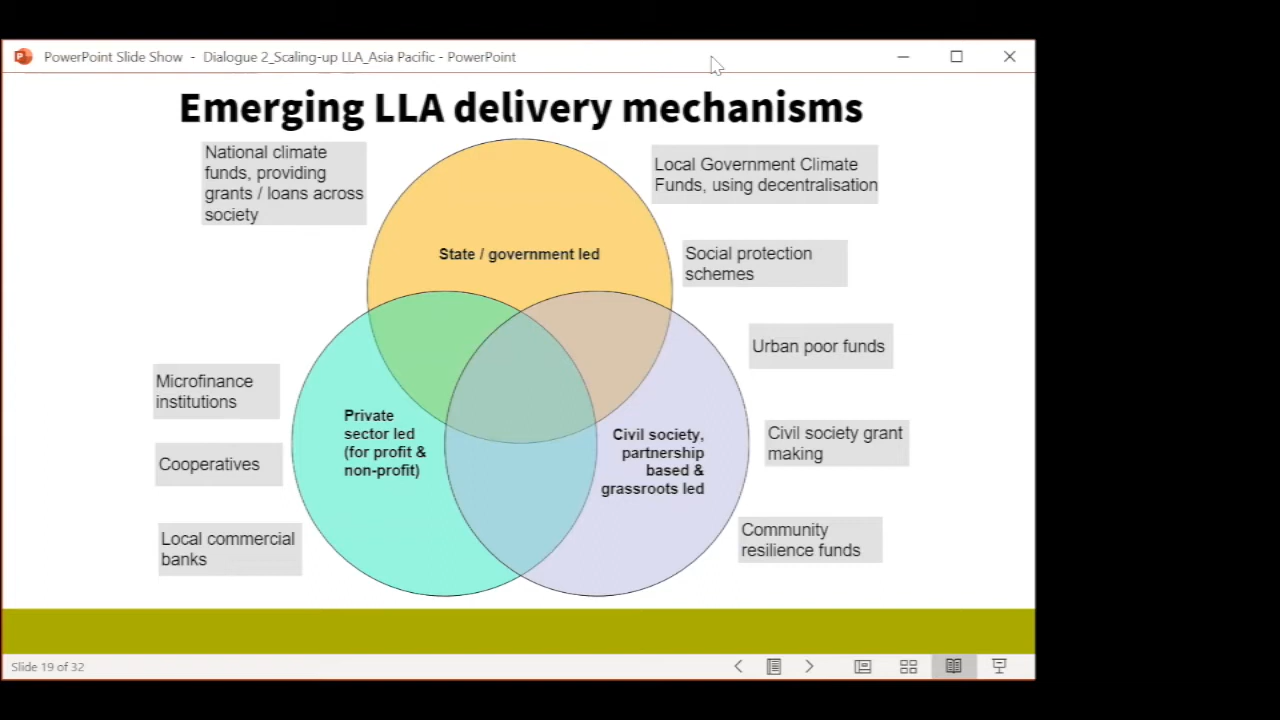 PowerPoint Slide Show - Dialogue 2_Scaling-up LLA_Asia Pacific - PowerPoint
Emerging LLA delivery mechanisms
National climate
funds, providing
grants / loans across
society
Local Government Climate
Funds, using decentralisation
State / government led
Social protection
schemes
Urban poor funds
Microfinance
institutions
Private
sector led
(for profit &
non-profit)
Civil society,
partnership
based &
grassroots led
Civil society grant
making
Cooperatives
Local commercial
banks
Community
resilience funds
Slide 19 of 32